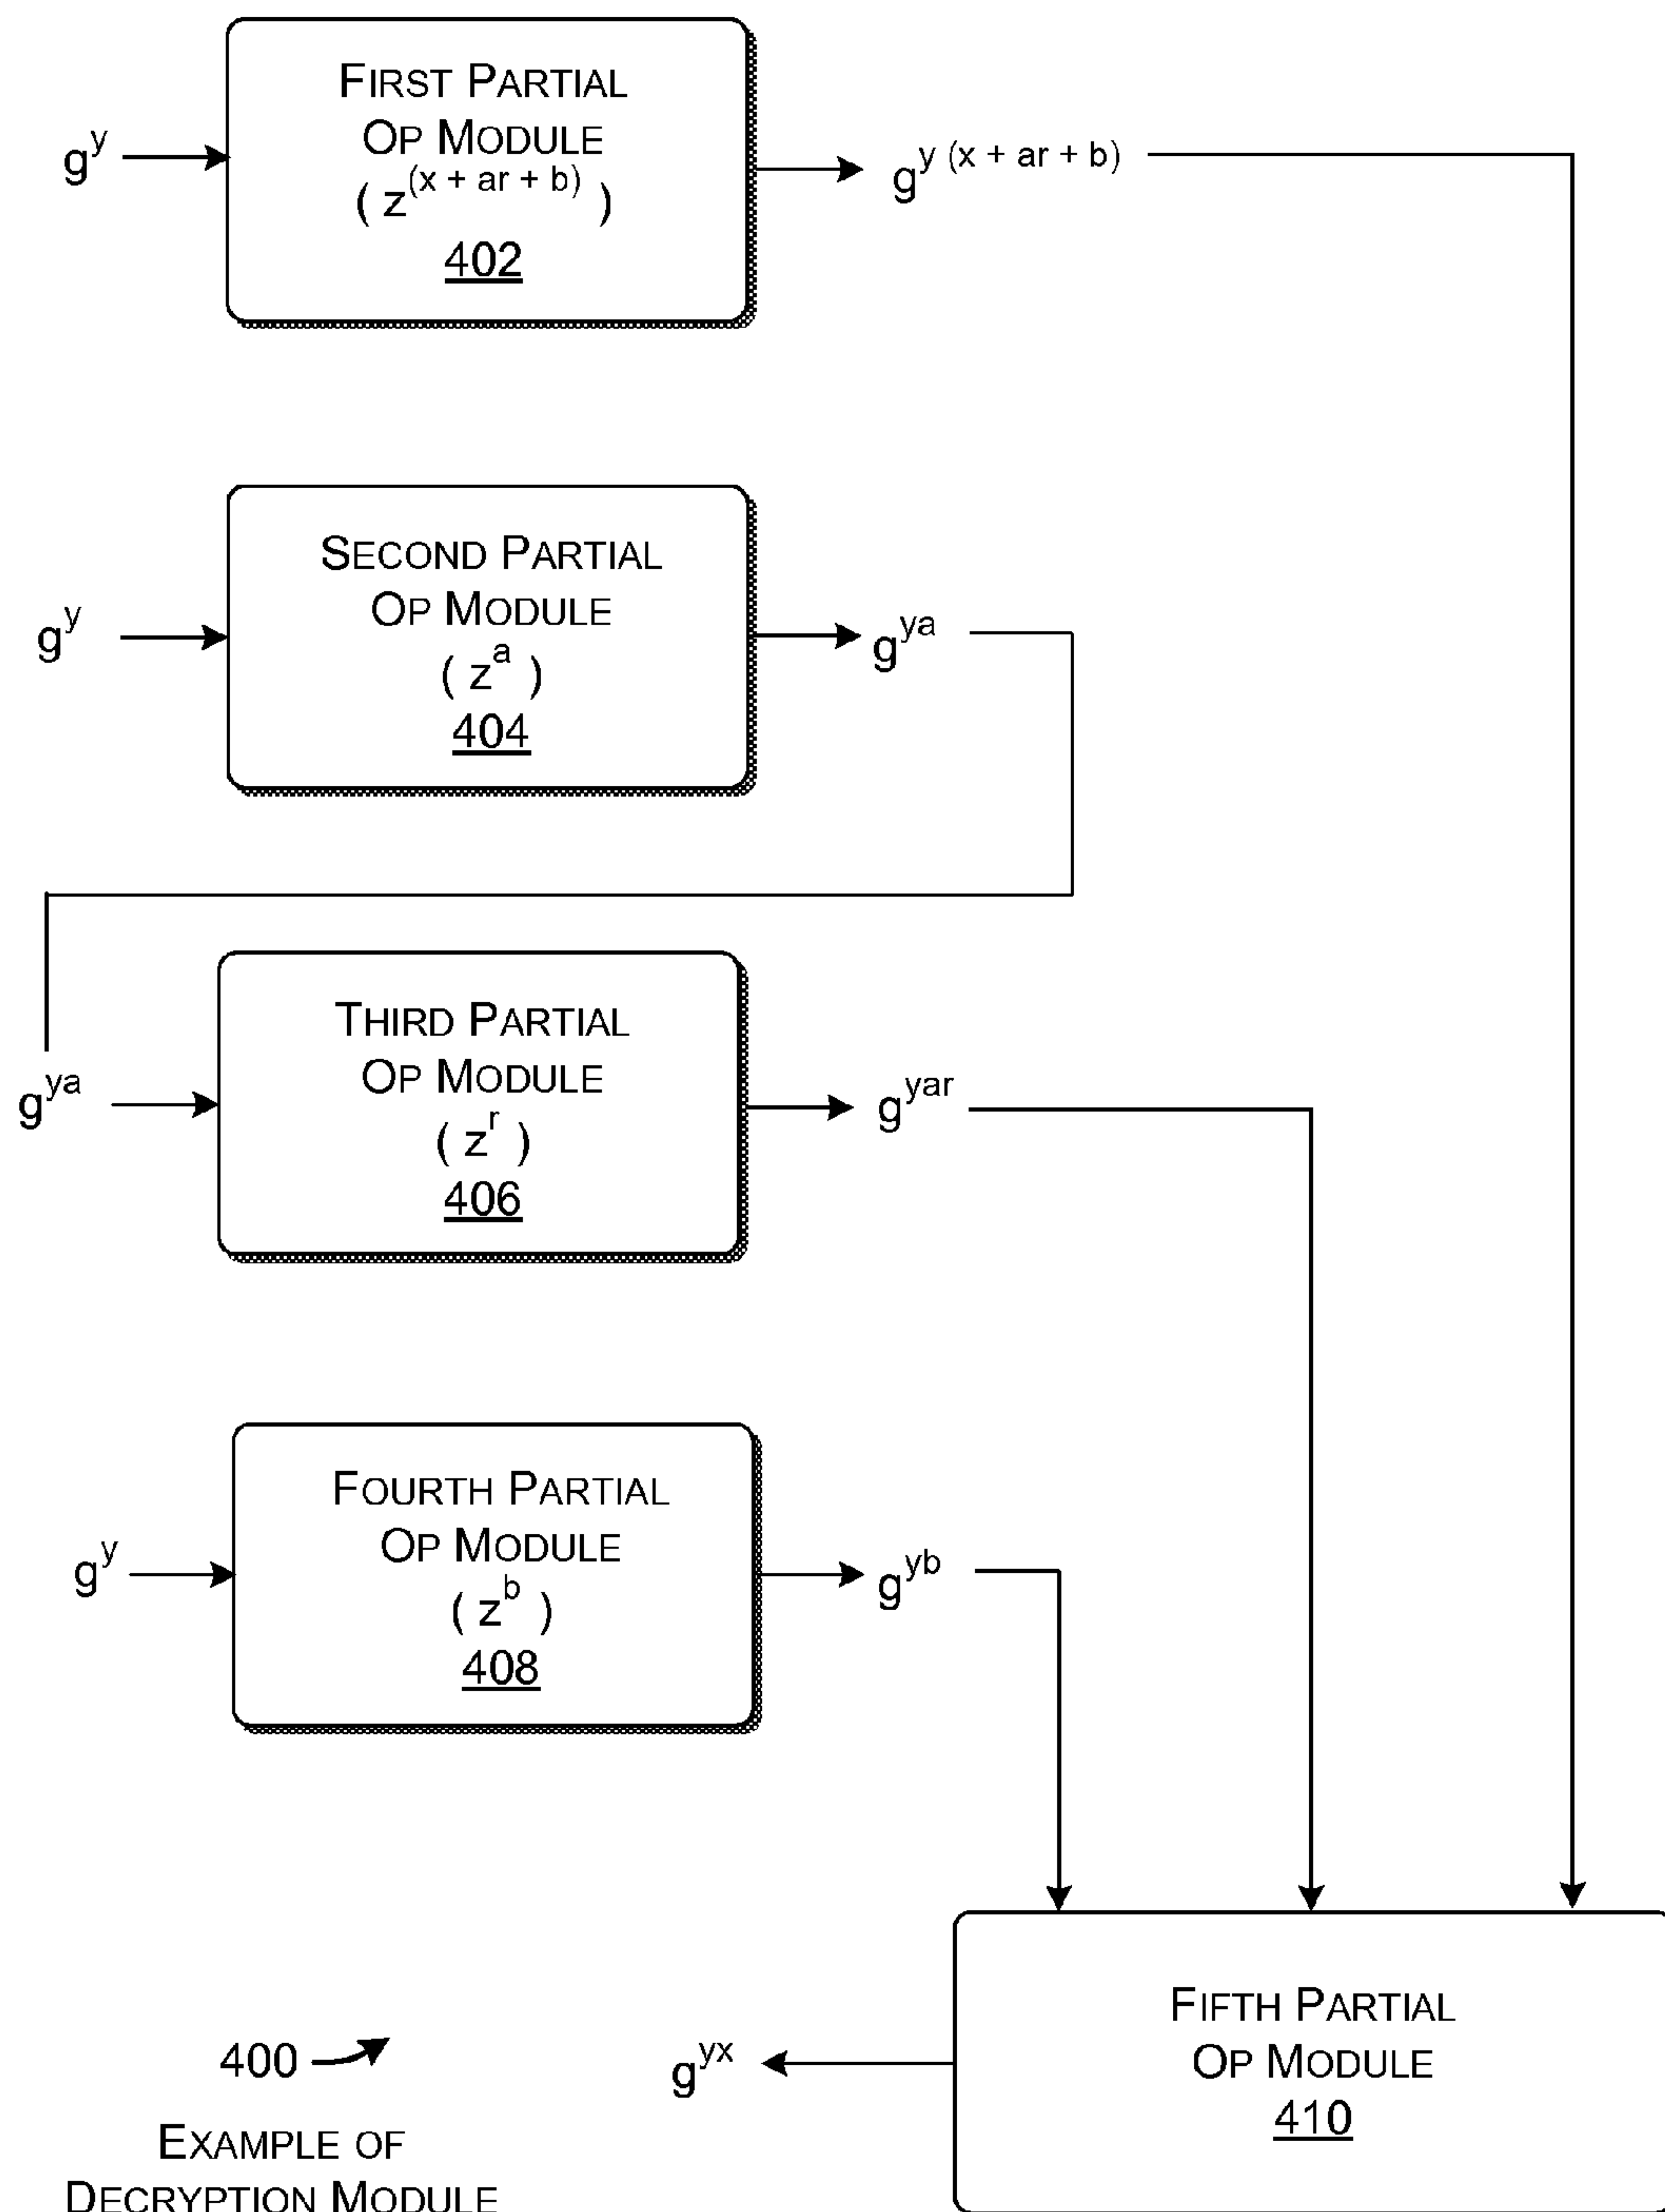 FIRST PARTIAL
OP MODULE
( z^(x + ar + b) )
402
g^y
g^y (x + ar + b)
SECOND PARTIAL
OP MODULE
( z^a )
404
g^y
g^ya
THIRD PARTIAL
OP MODULE
( z^r )
406
g^ya
g^yar
FOURTH PARTIAL
OP MODULE
( z^b )
408
g^y
g^yb
FIFTH PARTIAL
OP MODULE
410
g^yx
400
EXAMPLE OF
DECRYPTION MODULE